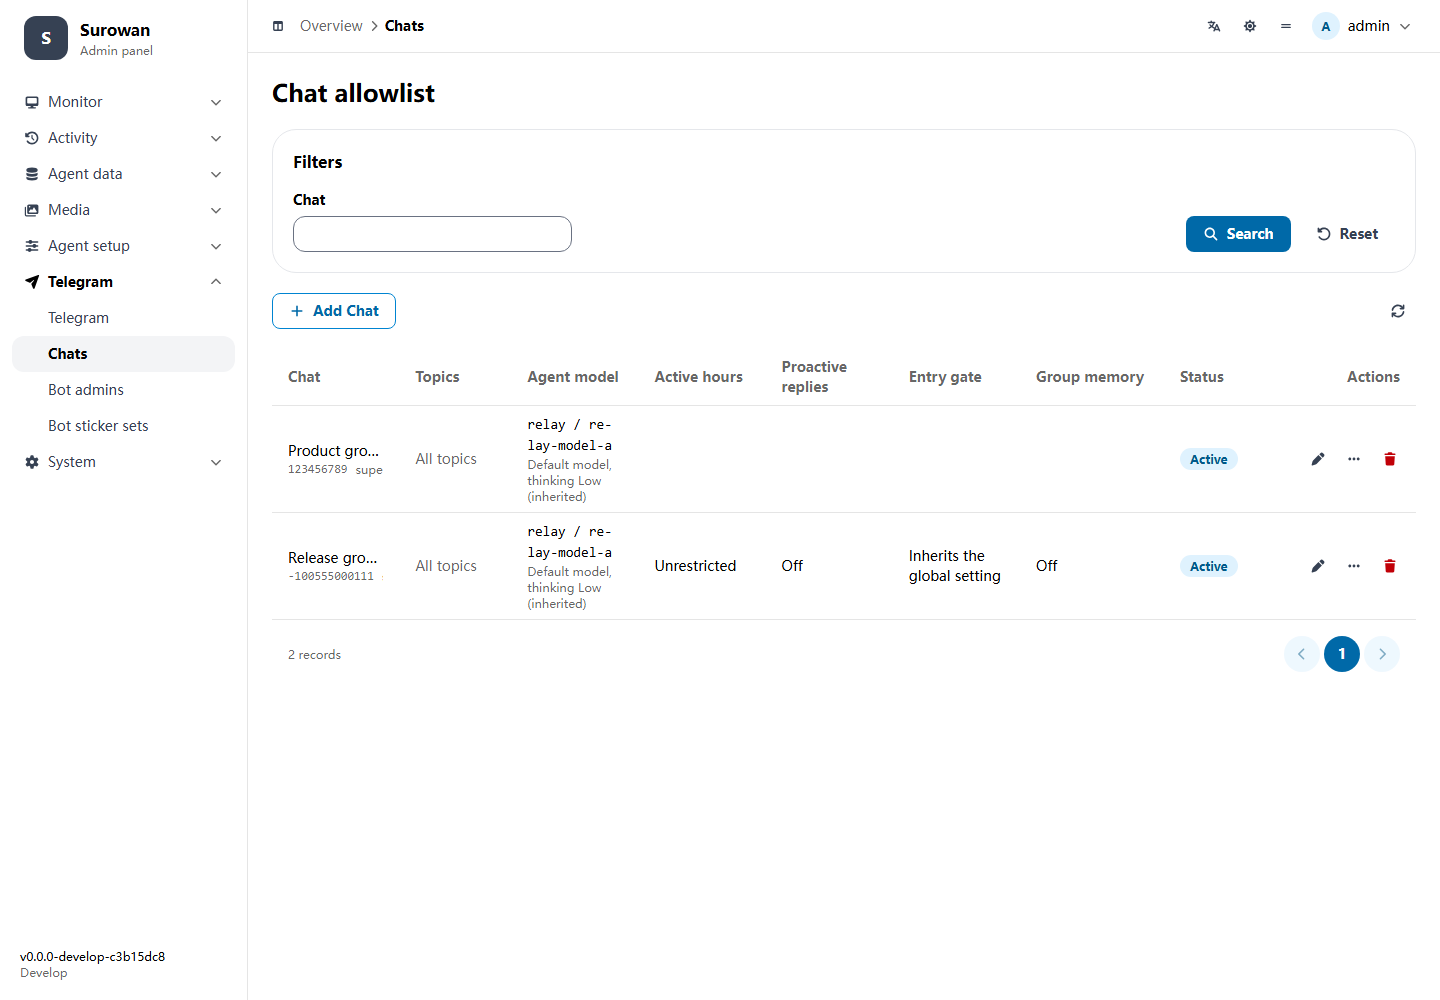 S
Surowan
Admin panel
Monitor
Activity
Agent data
Media
Agent setup
Telegram
Telegram
Chats
Bot admins
Bot sticker sets
System
v0.0.0-develop-c3b15dc8
Develop
Overview > Chats
A admin
Chat allowlist
Filters
Chat
Search
Reset
+ Add Chat
Chat Topics Agent model Active hours Proactive replies Entry gate Group memory Status Actions
Product gro...
123456789 supe
All topics
relay / re-
lay-model-a
Default model,
thinking Low
(inherited)
Active
Release gro...
-100555000111
All topics
relay / re-
lay-model-a
Default model,
thinking Low
(inherited)
Unrestricted
Off
Inherits the
global setting
Off
Active
2 records
1